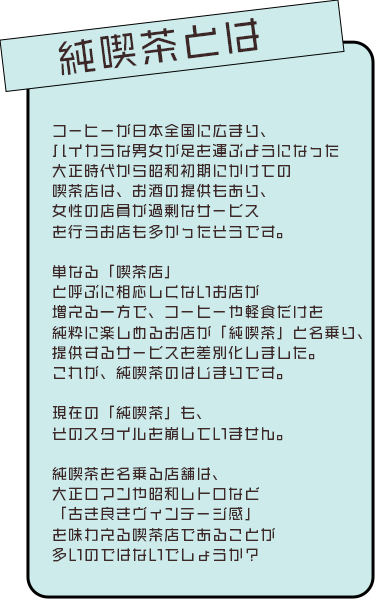 純喫茶とは
コーヒーが日本全国に広まり、
ハイカラな男女が足を運ぶようになった
大正時代から昭和初期にかけての
喫茶店は、お酒の提供もあり、
女性の店員が過剰なサービス
を行うお店も多かったそうです。
単なる「喫茶店」
と呼ぶに相応しくないお店が
増える一方で、コーヒーや軽食だけを
純粋に楽しめるお店が「純喫茶」と名乗り、
提供するサービスを差別化しました。
これが、純喫茶のはじまりです。
現在の「純喫茶」も、
そのスタイルを崩していません。
純喫茶を名乗る店舗は、
大正ロマンや昭和レトロなど
「古き良きヴィンテージ感」
を味わえる喫茶店であることが
多いのではないでしょうか？